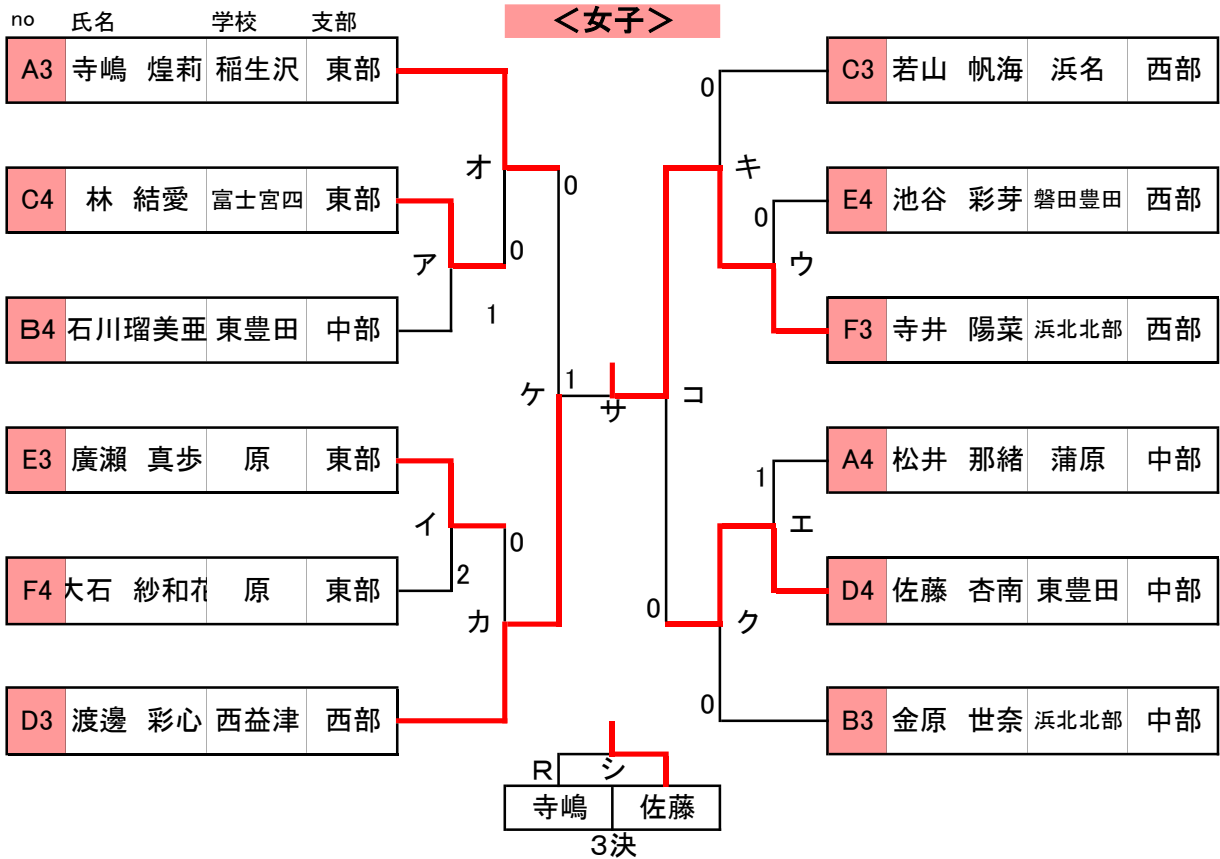 ＜女子＞
no 氏名 学校 支部
A3 寺嶋 煌莉 稲生沢 東部
C4 林 結愛 富士宮四 東部
B4 石川瑠美亜 東豊田 中部
E3 廣瀬 真歩 原 東部
F4 大石 紗和花 原 東部
D3 渡邊 彩心 西益津 西部
オ
0
ア
0
1
ケ
1
イ
0
2
カ
サ
0
キ
0
ウ
コ
1
エ
0
ク
0
C3 若山 帆海 浜名 西部
E4 池谷 彩芽 磐田豊田 西部
F3 寺井 陽菜 浜北北部 西部
A4 松井 那緒 蒲原 中部
D4 佐藤 杏南 東豊田 中部
B3 金原 世奈 浜北北部 中部
R シ
寺嶋 佐藤
３決